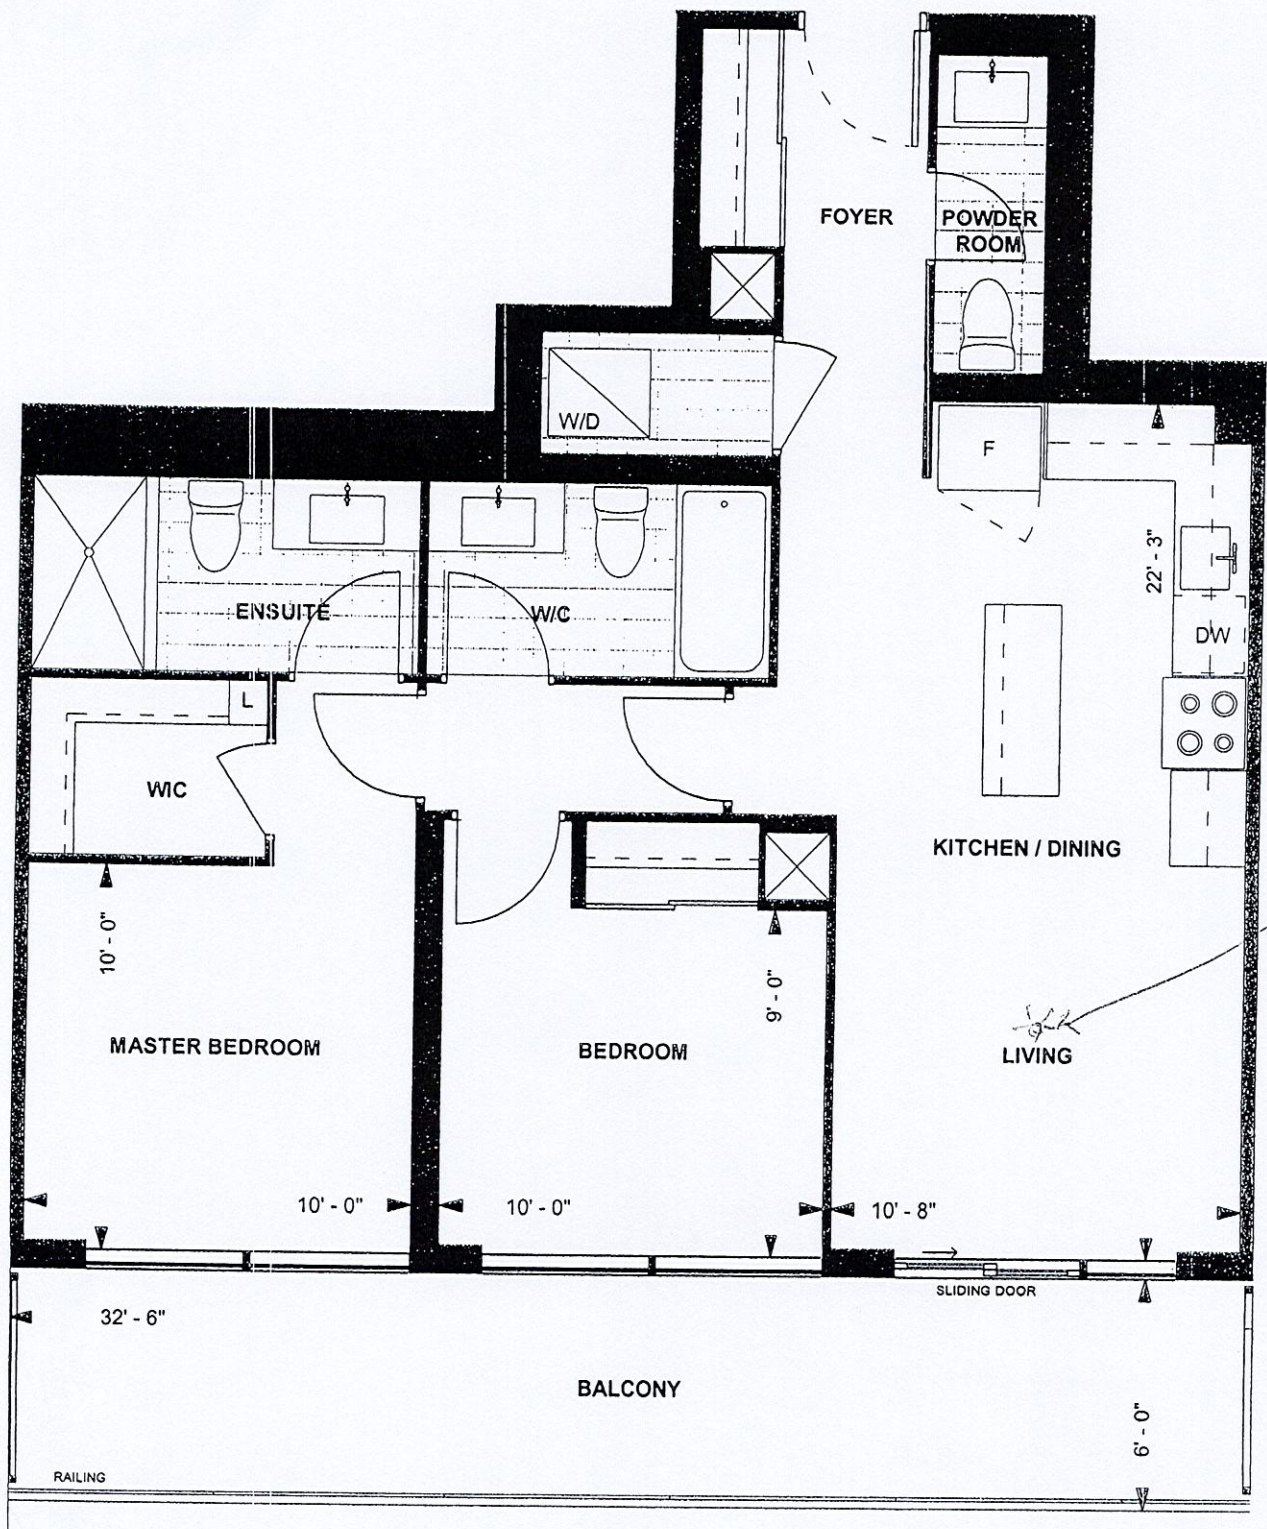 FOYER
POWDER
ROOM
W/D
F
22' - 3"
ENSUITE
W/C
DW
L
WIC
KITCHEN / DINING
10' - 0"
9' - 0"
MASTER BEDROOM
BEDROOM
LIVING
10' - 0"
10' - 0"
10' - 8"
SLIDING DOOR
32' - 6"
BALCONY
6' - 0"
RAILING